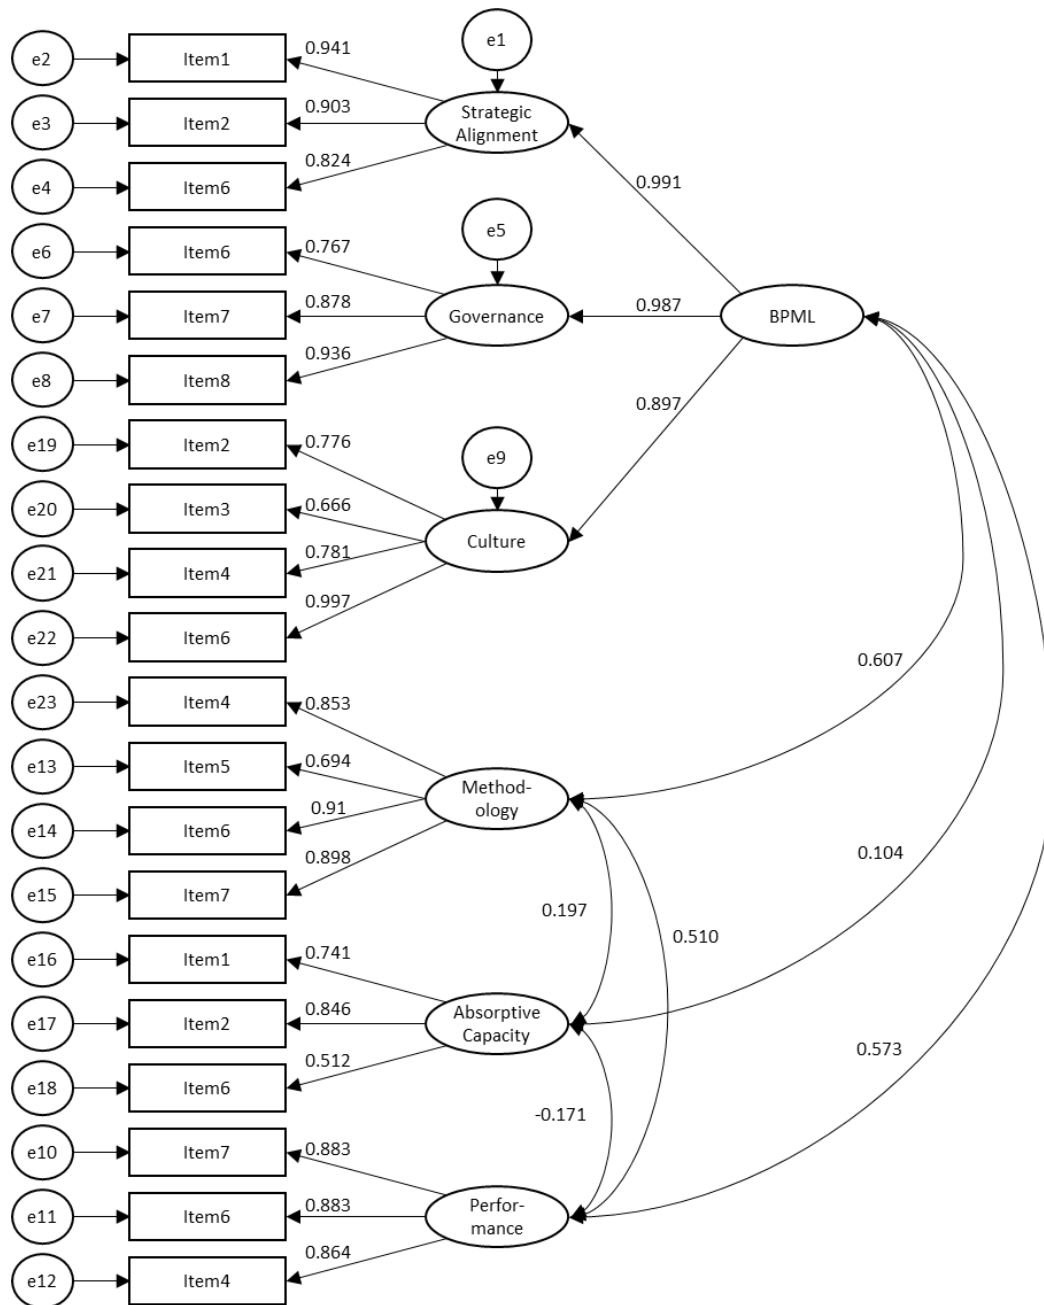 e1
e2
Item1
0.941
e3
Item2
0.903
Strategic
Alignment
e4
Item6
0.824
0.991
e5
e6
Item6
0.767
e7
Item7
0.878
Governance
0.987
BPML
e8
Item8
0.936
0.897
e19
Item2
0.776
e9
e20
Item3
0.666
Culture
e21
Item4
0.781
e22
Item6
0.997
0.607
e23
Item4
0.853
e13
Item5
0.694
Method-
ology
e14
Item6
0.91
e15
Item7
0.898
0.104
0.197
0.510
e16
Item1
0.741
e17
Item2
0.846
Absorptive
Capacity
e18
Item6
0.512
0.573
-0.171
e10
Item7
0.883
e11
Item6
0.883
Perfor-
mance
e12
Item4
0.864